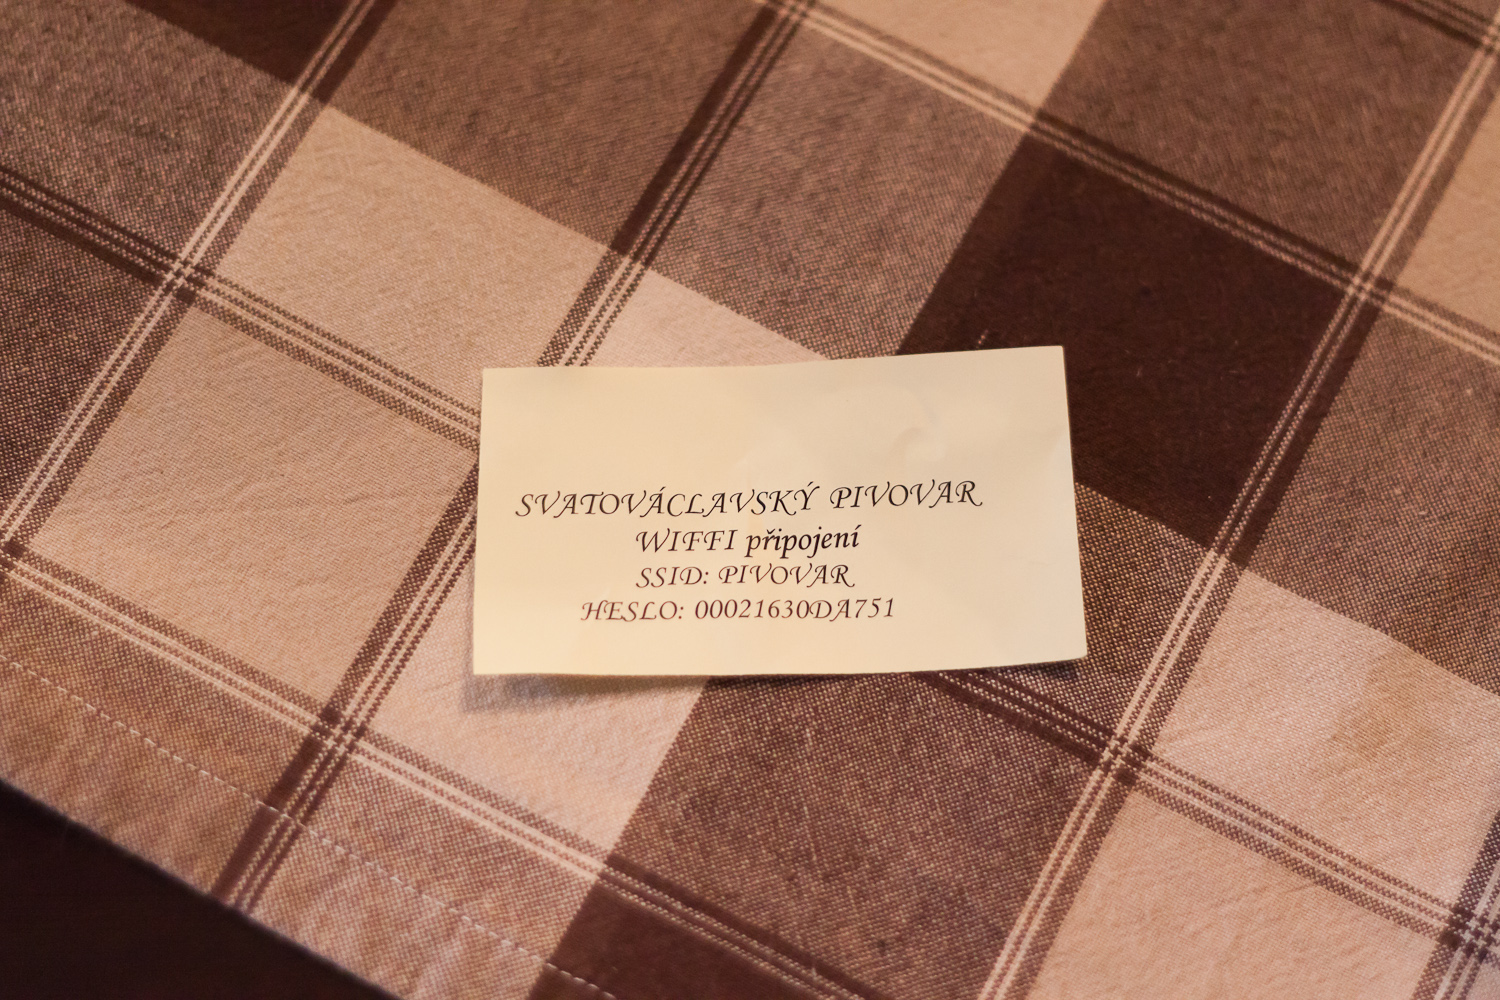 SVATOVÁCLAVSKÝ PIVOVAR
WIFFI připojení
SSID: PIVOVAR
HESLO: 00021630DA751